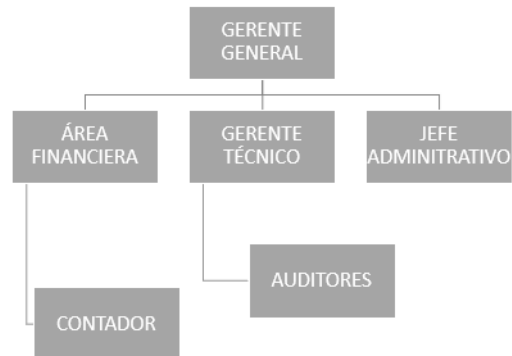 GERENTE
GENERAL
ÁREA
FINANCIERA
GERENTE
TÉCNICO
JEFE
ADMINITRATIVO
AUDITORES
CONTADOR